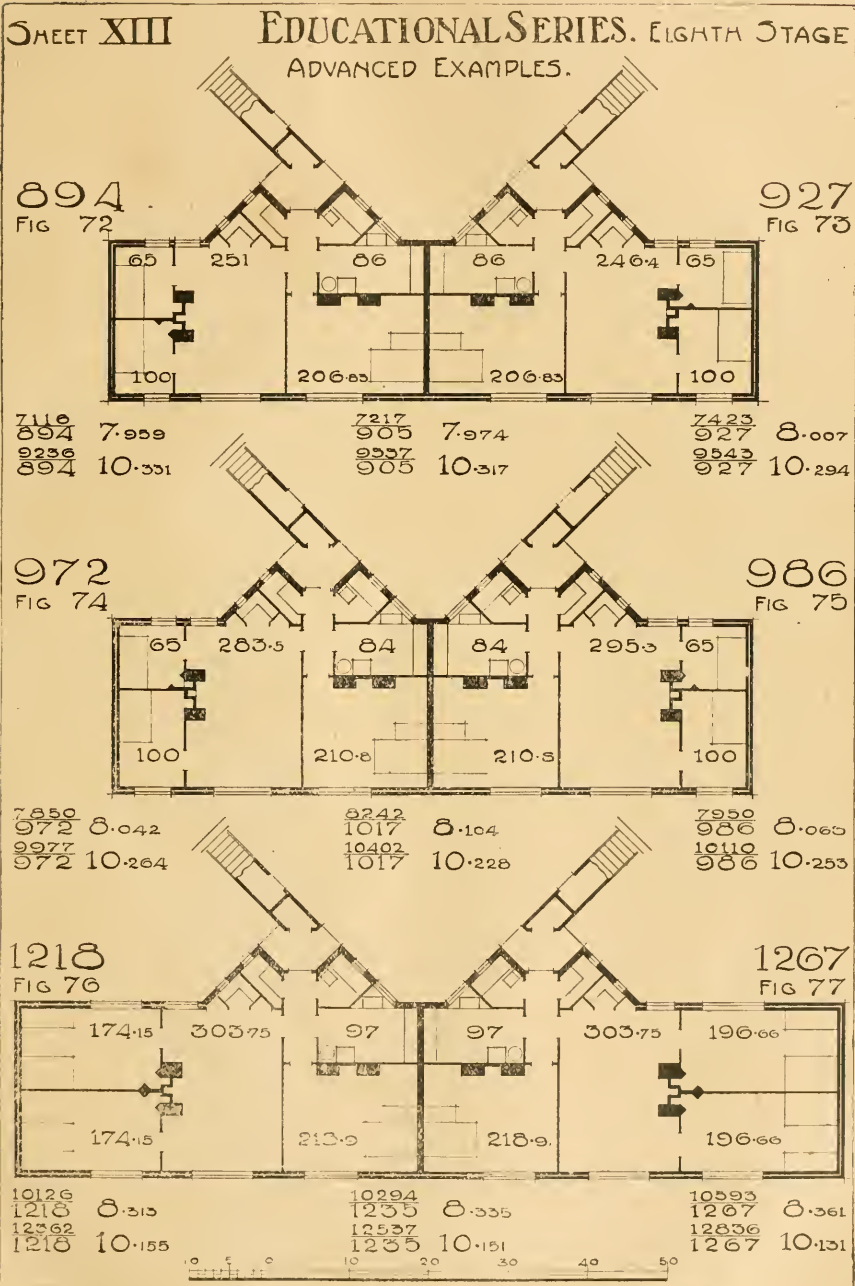 SHEET XIII EDUCATIONAL SERIES. EIGHTH STAGE
ADVANCED EXAMPLES.
894 927
FIG 72 FIG 73
65 251 86 86 246.4 65
100 206.83 206.83 100
7116 7217 7423
894 7.959 905 7.974 927 8.007
9236 9337 9543
894 10.331 905 10.317 927 10.294
972 986
FIG 74 FIG 75
65 283.5 84 84 295.3 65
100 210.8 210.8 100
7850 8242 7950
972 8.042 1017 8.104 986 8.063
9977 10402 10110
972 10.264 1017 10.228 986 10.253
1218 1267
FIG 76 FIG 77
174.15 303.75 97 97 303.75 196.66
174.15 213.9 218.9 196.66
10126 10294 10593
1218 8.313 1235 8.335 1267 8.361
12362 12537 12836
1218 10.155 1235 10.151 1267 10.131
10 5 0 10 20 30 40 50